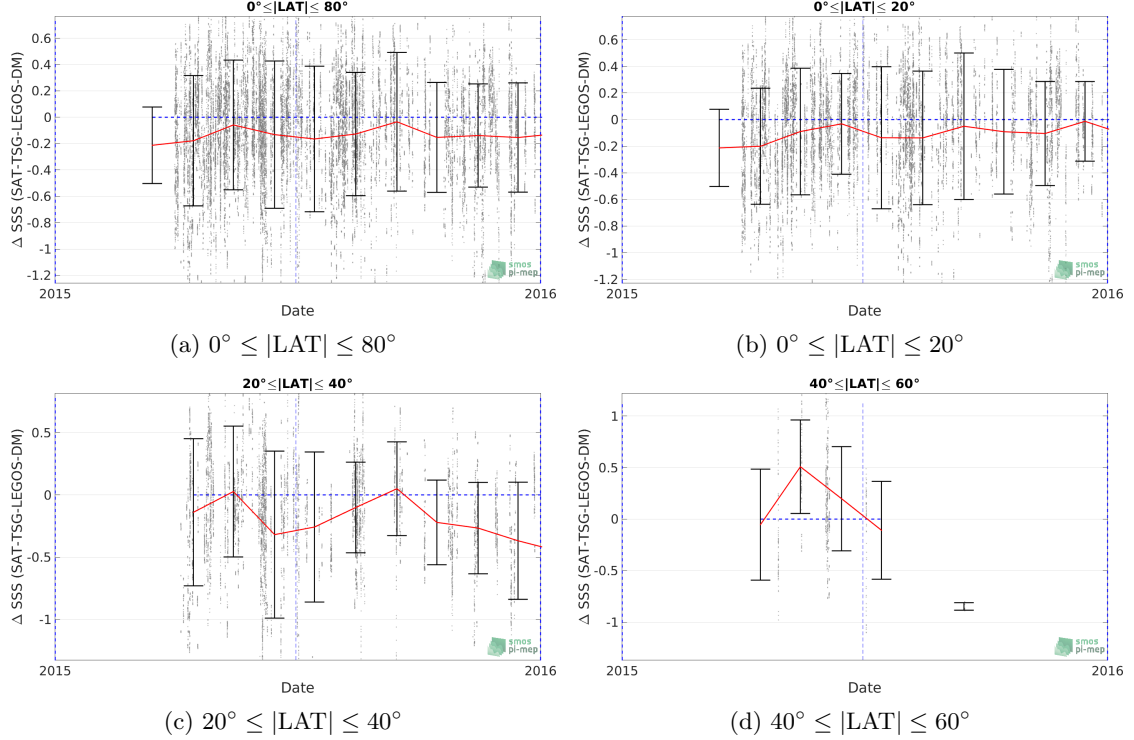 0°≤|LAT|≤ 80°
Δ SSS (SAT-TSG-LEGOS-DM)
0.6
0.4
0.2
0
-0.2
-0.4
-0.6
-0.8
-1
-1.2
2015
2016
Date
smos
pi-mep
(a) 0° ≤ |LAT| ≤ 80°
0°≤|LAT|≤ 20°
Δ SSS (SAT-TSG-LEGOS-DM)
0.6
0.4
0.2
0
-0.2
-0.4
-0.6
-0.8
-1
-1.2
2015
2016
Date
smos
pi-mep
(b) 0° ≤ |LAT| ≤ 20°
20°≤|LAT|≤ 40°
Δ SSS (SAT-TSG-LEGOS-DM)
0.5
0
-0.5
-1
2015
2016
Date
smos
pi-mep
(c) 20° ≤ |LAT| ≤ 40°
40°≤|LAT|≤ 60°
Δ SSS (SAT-TSG-LEGOS-DM)
1
0.5
0
-0.5
-1
2015
2016
Date
smos
pi-mep
(d) 40° ≤ |LAT| ≤ 60°